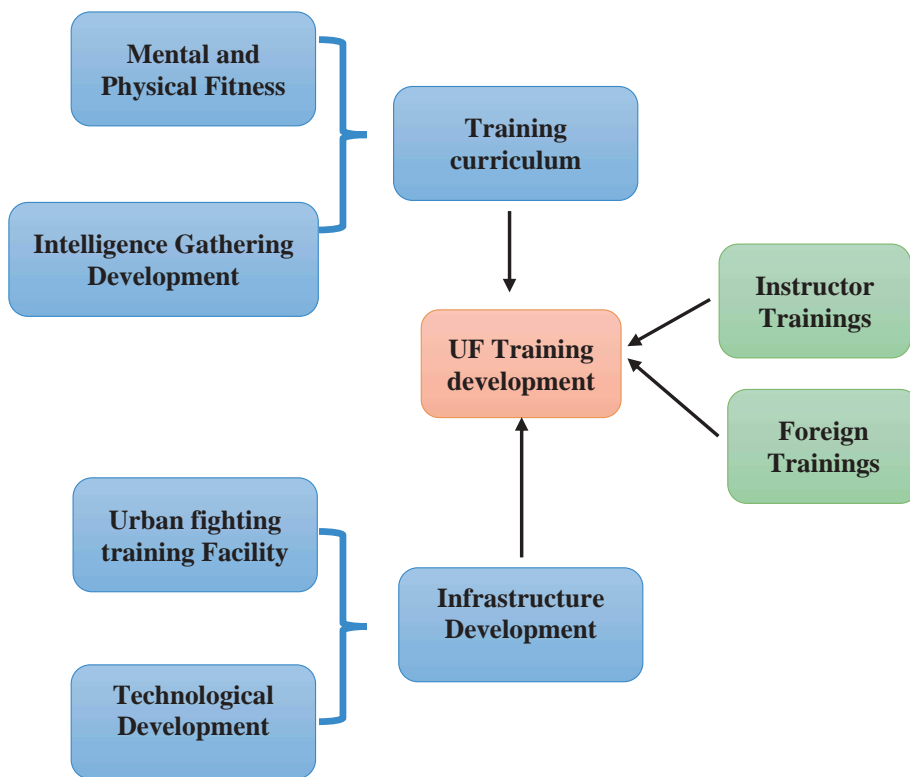 Mental and
Physical Fitness
Training
curriculum
Intelligence Gathering
Development
Instructor
Trainings
UF Training
development
Foreign
Trainings
Urban fighting
training Facility
Infrastructure
Development
Technological
Development